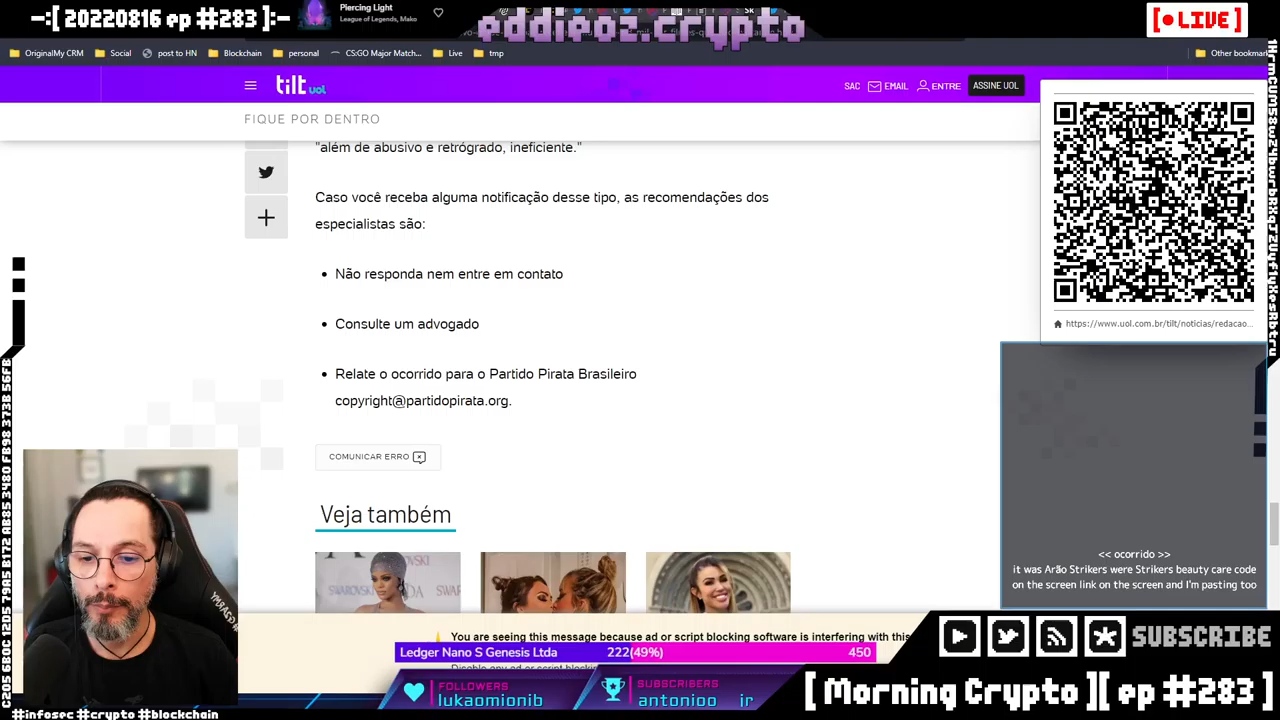 -:[ 20220816 ep #283 ]:-
Piercing Light
League of Legends, Mako
eddieoz.crypto
[•LIVE]
OriginalMy CRM
Social
post to HN
Blockchain
personal
CS:GO Major Match...
Live
tmp
Other bookmark
tilt uol
SAC
EMAIL
ENTRE
ASSINE UOL
FIQUE POR DENTRO
"além de abusivo e retrógrado, ineficiente."
Caso você receba alguma notificação desse tipo, as recomendações dos
especialistas são:
• Não responda nem entre em contato
• Consulte um advogado
• Relate o ocorrido para o Partido Pirata Brasileiro
copyright@partidopirata.org.
COMUNICAR ERRO
Veja também
SWAROVSKI
https://www.uol.com.br/tilt/noticias/redacao...
<< ocorrido >>
it was Arão Strikers were Strikers beauty care code
on the screen link on the screen and I'm pasting too
You are seeing this message because ad or script blocking software is interfering with this
Ledger Nano S Genesis Ltda
222(49%)
450
FOLLOWERS
lukaomionib
SUBSCRIBERS
antonioo jr
SUBSCRIBE
[ Morning Crypto ][ ep #283 ]
#infosec #crypto #blockchain